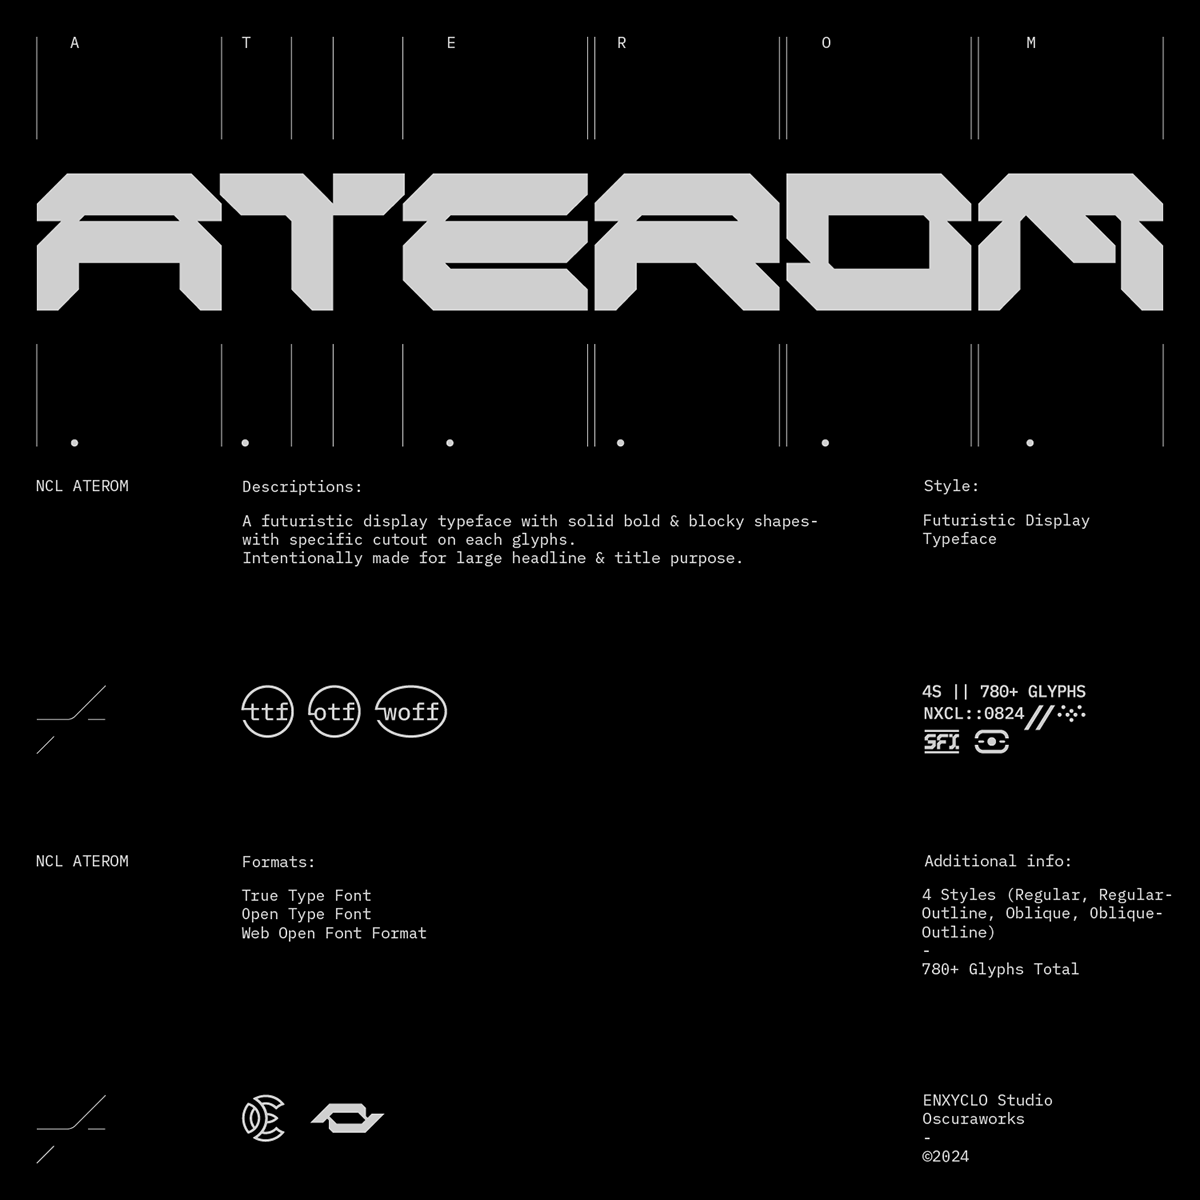 A T E R O M
ATEROM
NCL ATEROM
Descriptions:
A futuristic display typeface with solid bold & blocky shapes-
with specific cutout on each glyphs.
Intentionally made for large headline & title purpose.
Style:
Futuristic Display
Typeface
ttf otf woff
4S || 780+ GLYPHS
NXCL::0824//
SFI
NCL ATEROM
Formats:
True Type Font
Open Type Font
Web Open Font Format
Additional info:
4 Styles (Regular, Regular-
Outline, Oblique, Oblique-
Outline)
-
780+ Glyphs Total
ENXYCLO Studio
Oscuraworks
-
©2024